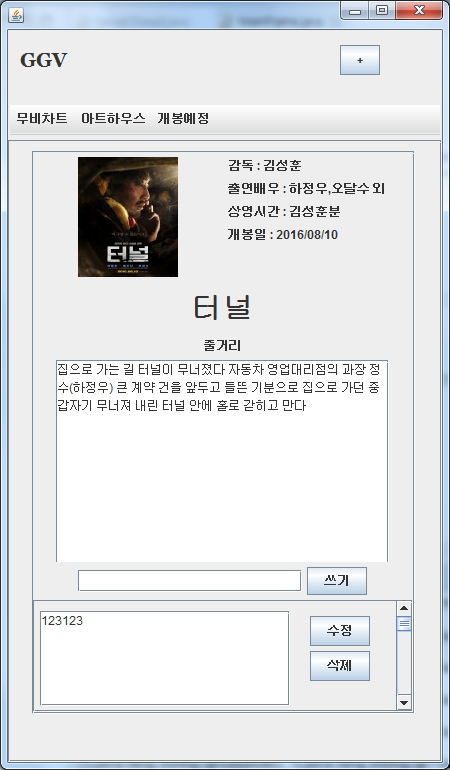 GGV
+
무비차트 아트하우스 개봉예정
감독 : 김성훈
출연배우 : 하정우,오달수 외
상영시간 : 김성훈분
개봉일 : 2016/08/10
터널
터널
줄거리
집으로 가는 길 터널이 무너졌다 자동차 영업대리점의 과장 정
수(하정우) 큰 계약 건을 앞두고 들뜬 기분으로 집으로 가던 중
갑자기 무너져 내린 터널 안에 홀로 갇히고 만다
쓰기
123123
수정
삭제